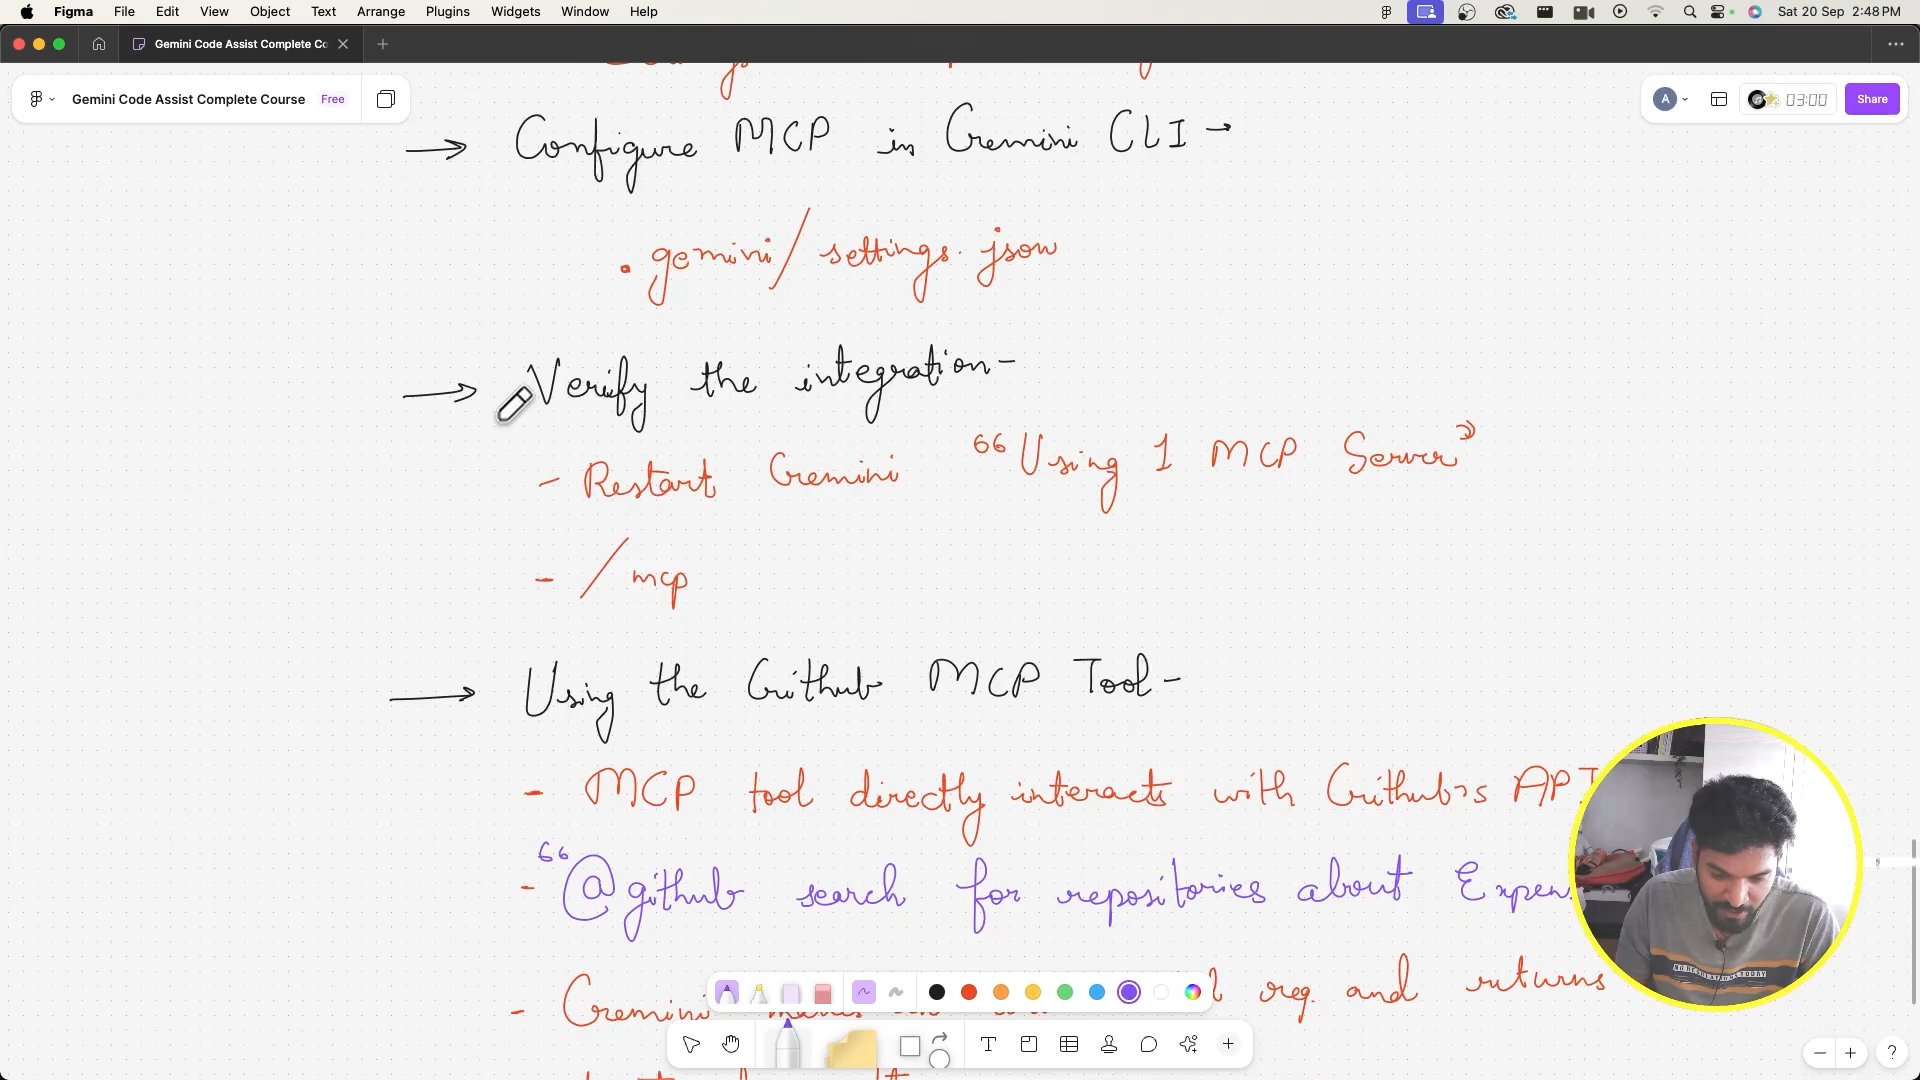 Figma File Edit View Object Text Arrange Plugins Widgets Window Help Sat 20 Sep 2:48 PM
Gemini Code Assist Complete Co
Gemini Code Assist Complete Course Free A 03:00 Share
→ Configure MCP in Gemini CLI →
.gemini/settings.json
→ Verify the integration-
- Restart Gemini “Using 1 MCP Server”
- /mcp
→ Using the Github MCP Tool-
- MCP tool directly interacts with Github's API
- “@github search for repositories about Expen
- Gemini req. and returns